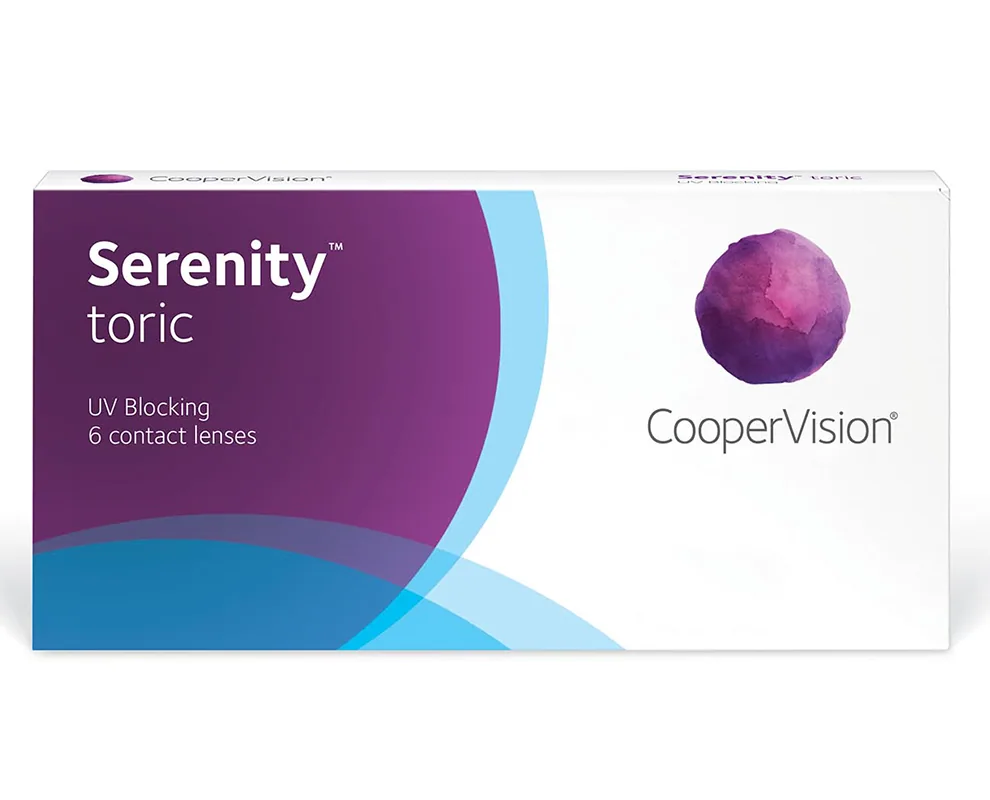 CooperVision®
Serenity™ toric
UV Blocking
Serenity™
toric
UV Blocking
6 contact lenses
CooperVision®